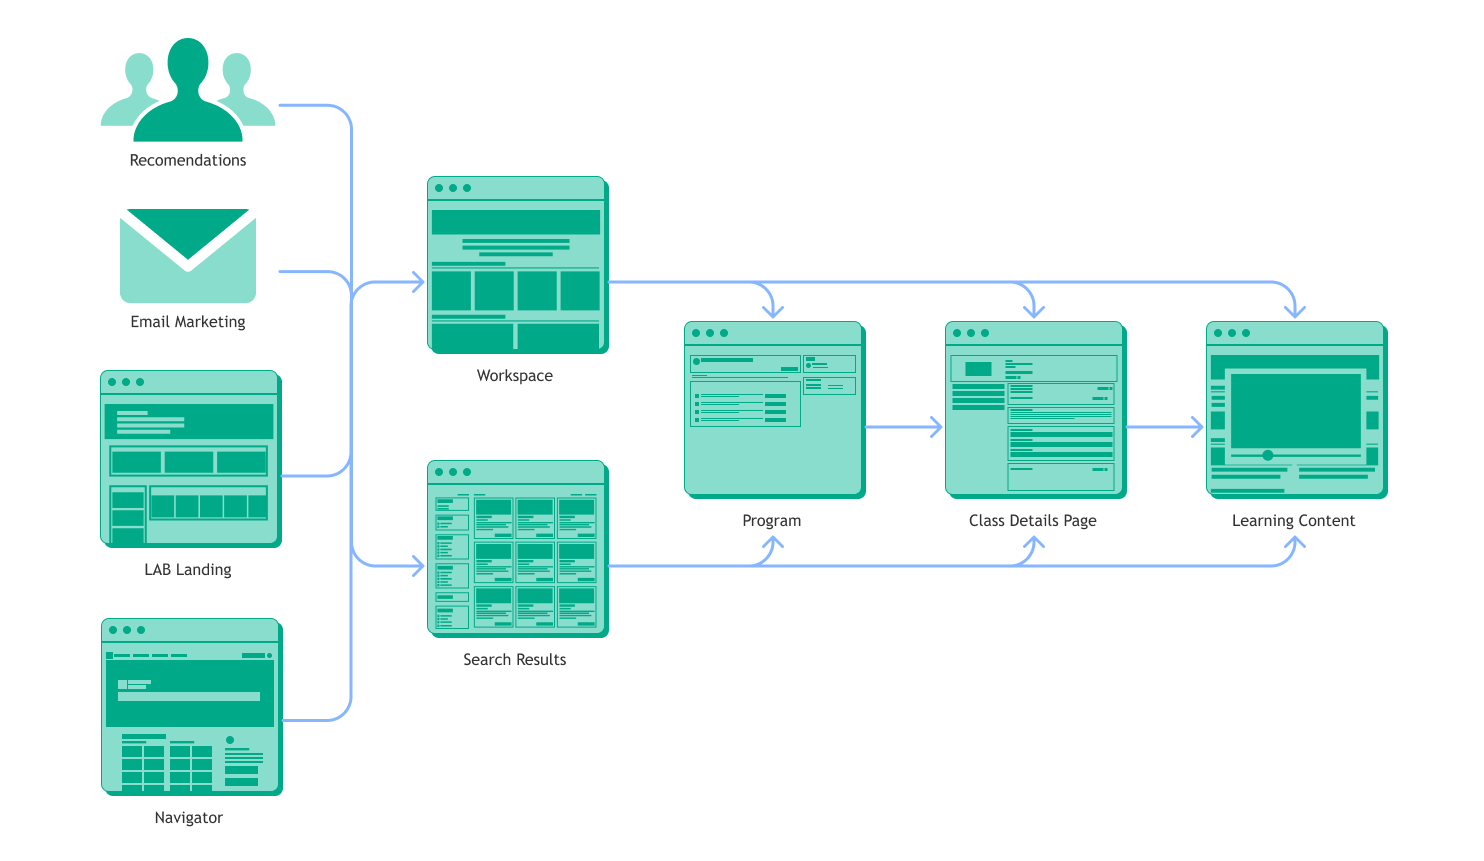 Recomendations
Email Marketing
Workspace
LAB Landing
Program
Class Details Page
Learning Content
Search Results
Navigator